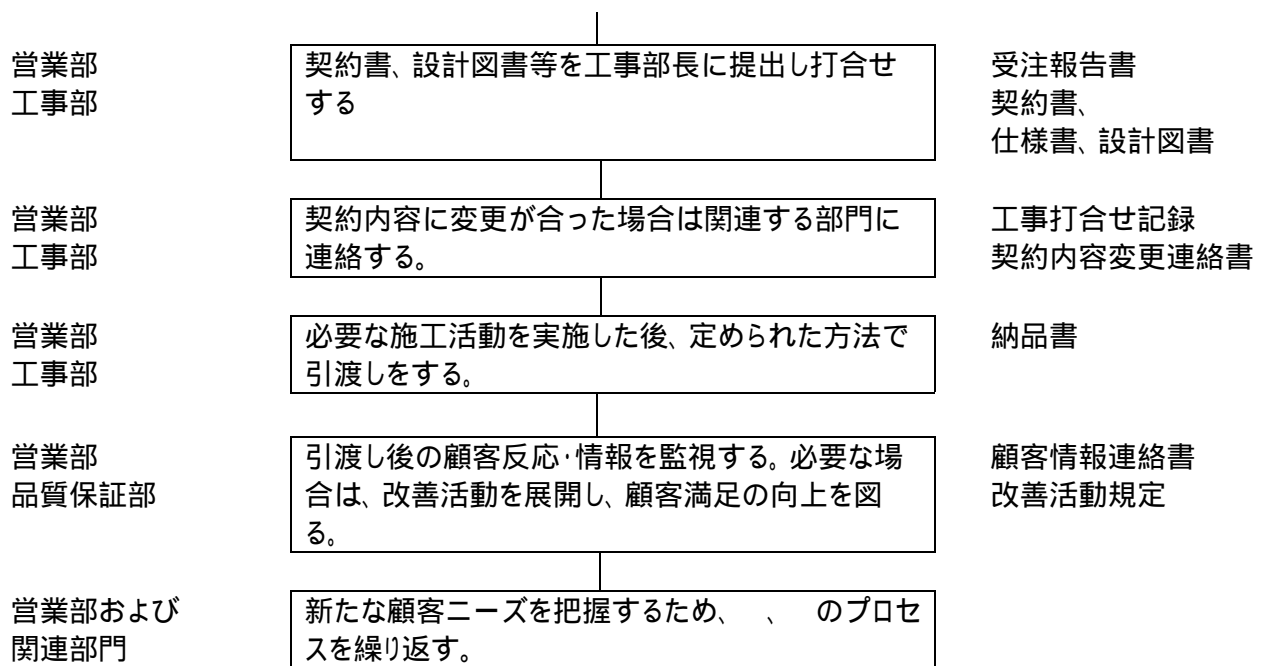 営業部
工事部
契約書、設計図書等を工事部長に提出し打合せ
する
受注報告書
契約書、
仕様書、設計図書
営業部
工事部
契約内容に変更が合った場合は関連する部門に
連絡する。
工事打合せ記録
契約内容変更連絡書
営業部
工事部
必要な施工活動を実施した後、定められた方法で
引渡しをする。
納品書
営業部
品質保証部
引渡し後の顧客反応・情報を監視する。必要な場
合は、改善活動を展開し、顧客満足の向上を図
る。
顧客情報連絡書
改善活動規定
営業部および
関連部門
新たな顧客ニーズを把握するため、　、　のプロセ
スを繰り返す。